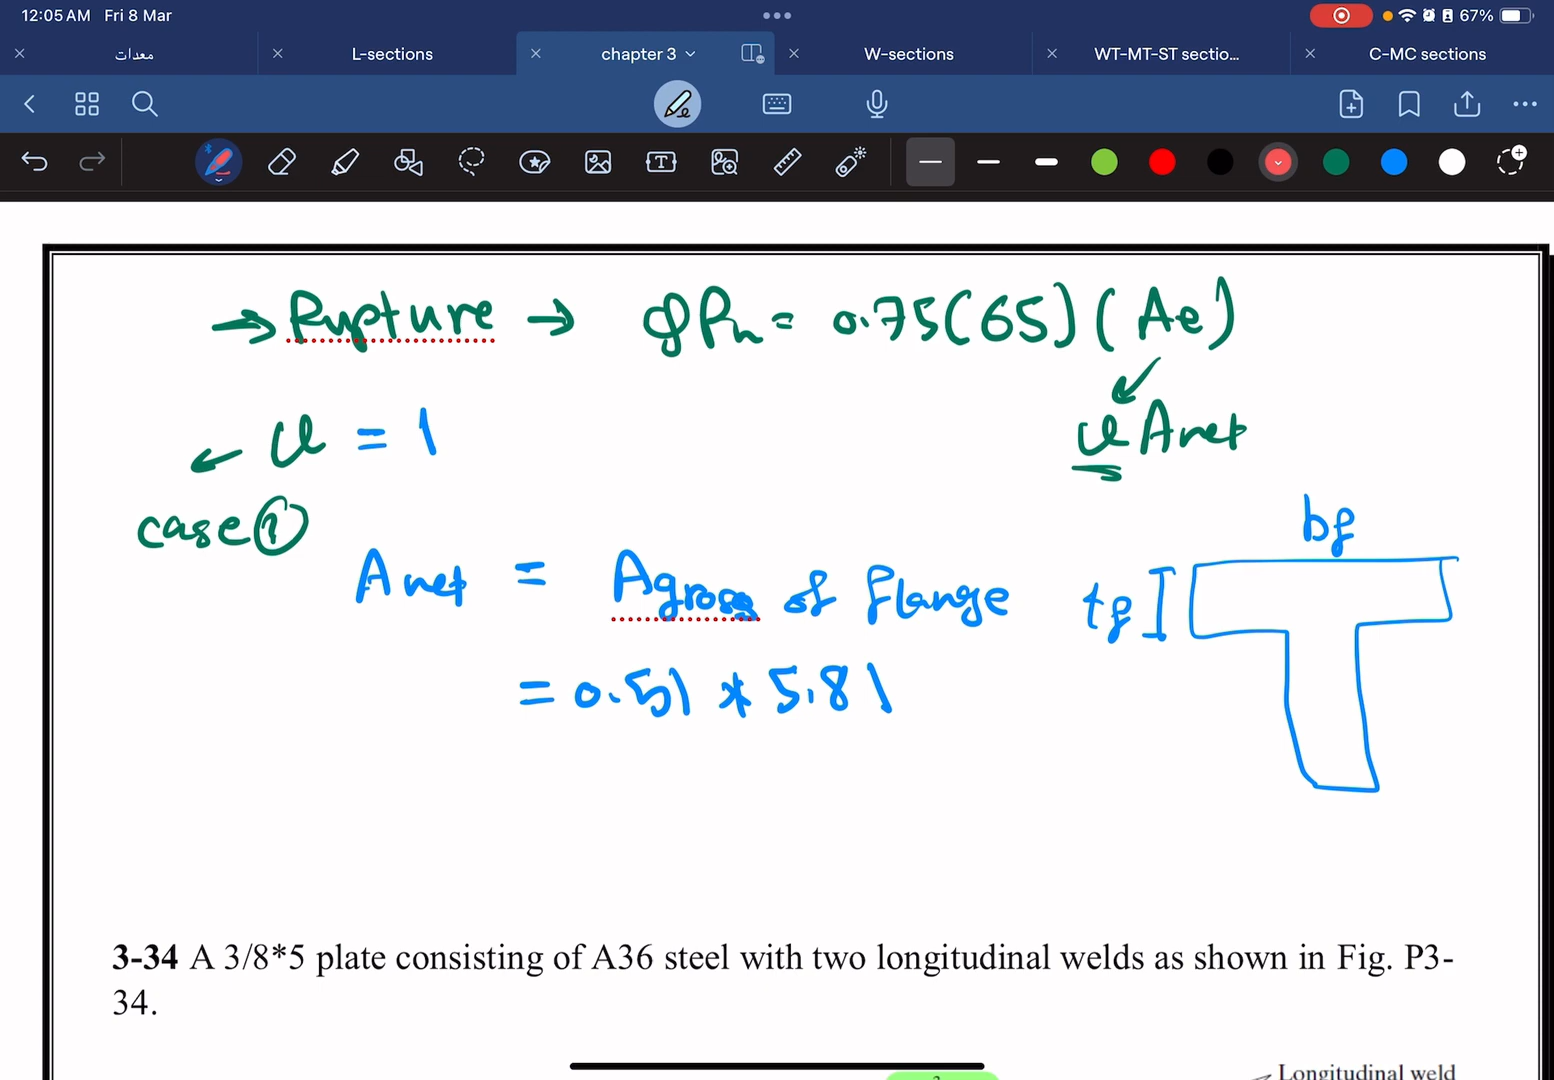 12:05 AM Fri 8 Mar
67%
معدات
L-sections
chapter 3
W-sections
WT-MT-ST sectio...
C-MC sections
→ Rupture → φPn = 0.75(65)(Ae)
U = 1
U Anet
case ①
bf
Anet = Agross of flange
tf
= 0.51 * 5.81
3-34 A 3/8*5 plate consisting of A36 steel with two longitudinal welds as shown in Fig. P3-
34.
Longitudinal weld